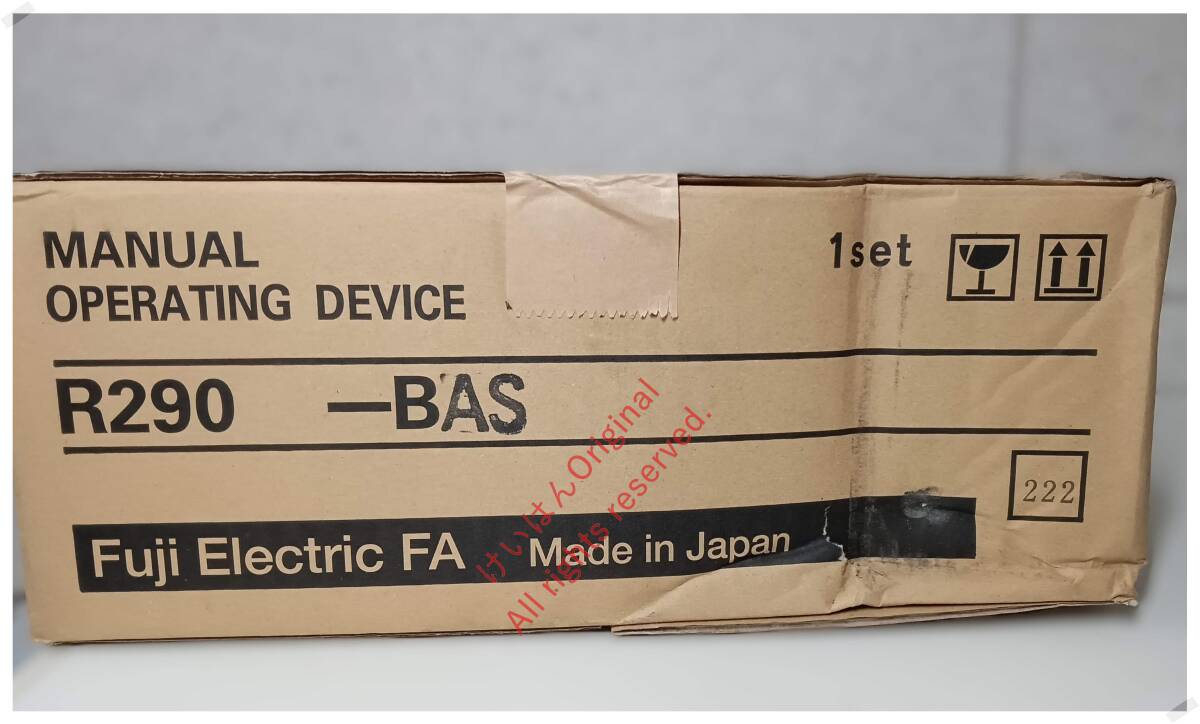 MANUAL
OPERATING DEVICE
1set
R290 —BAS
222
Fuji Electric FA Made in Japan
けいはんOriginal
All rights reserved.